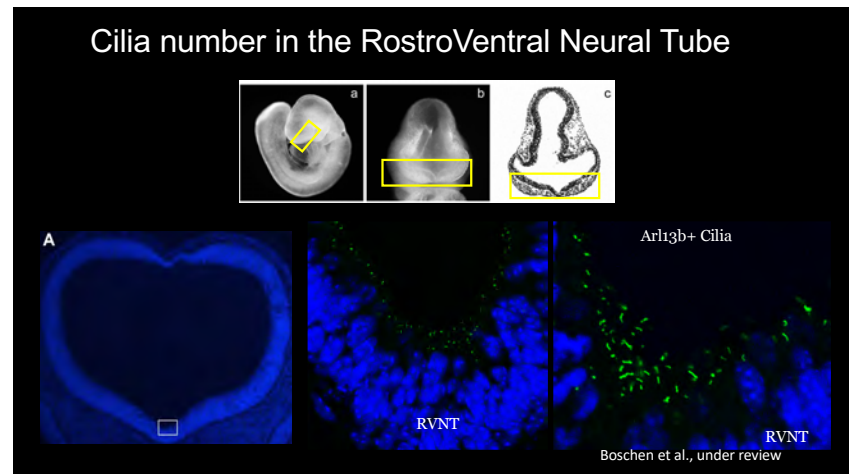 Cilia number in the RostroVentral Neural Tube
a
b
c
A
RVNT
Arl13b+ Cilia
RVNT
Boschen et al., under review